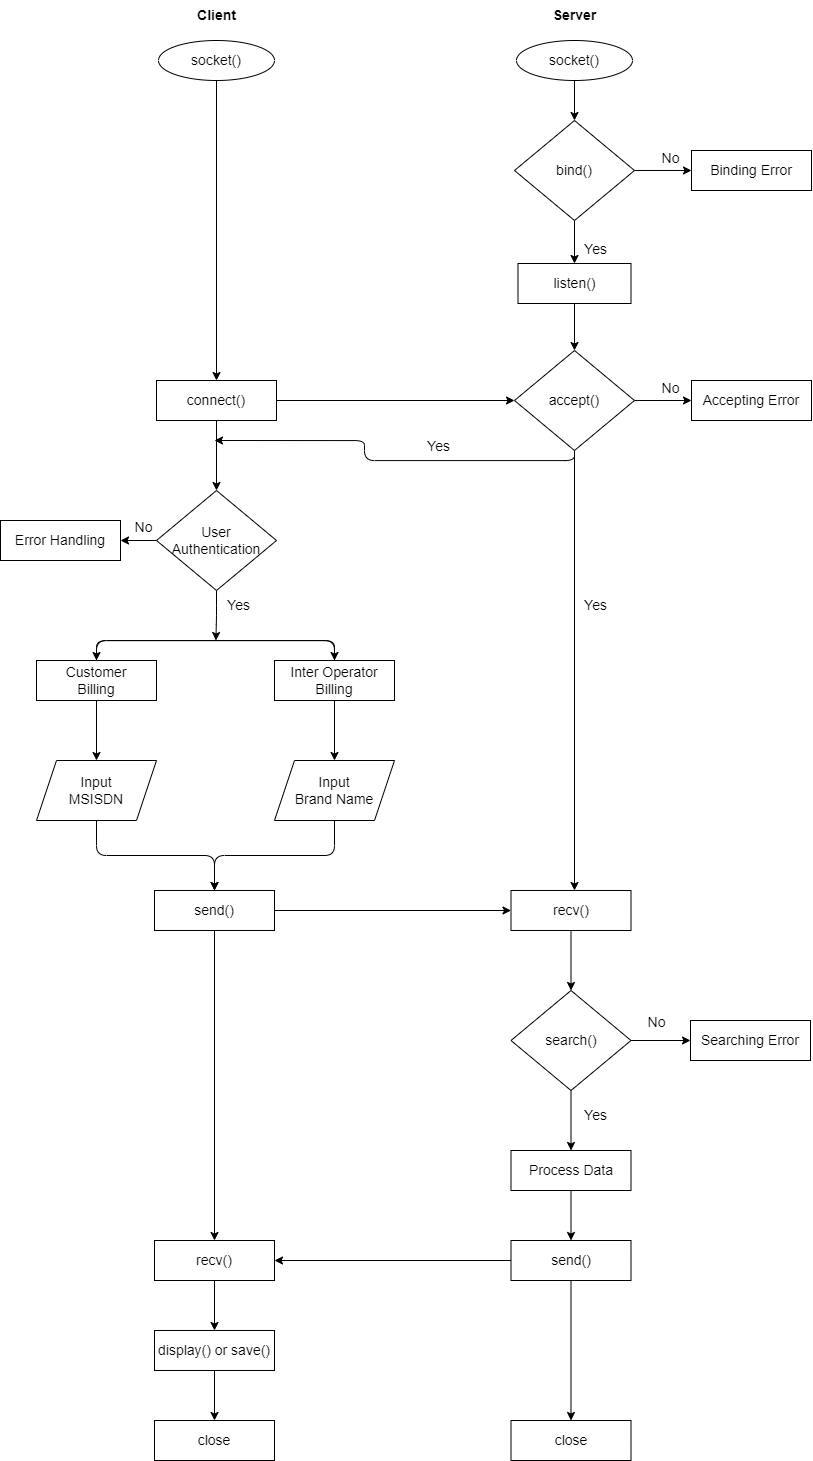 Client
Server
socket()
socket()
bind()
No
Binding Error
Yes
listen()
connect()
accept()
No
Accepting Error
Yes
User
Authentication
No
Error Handling
Yes
Yes
Customer
Billing
Inter Operator
Billing
Input
MSISDN
Input
Brand Name
send()
recv()
search()
No
Searching Error
Yes
Process Data
recv()
send()
display() or save()
close
close